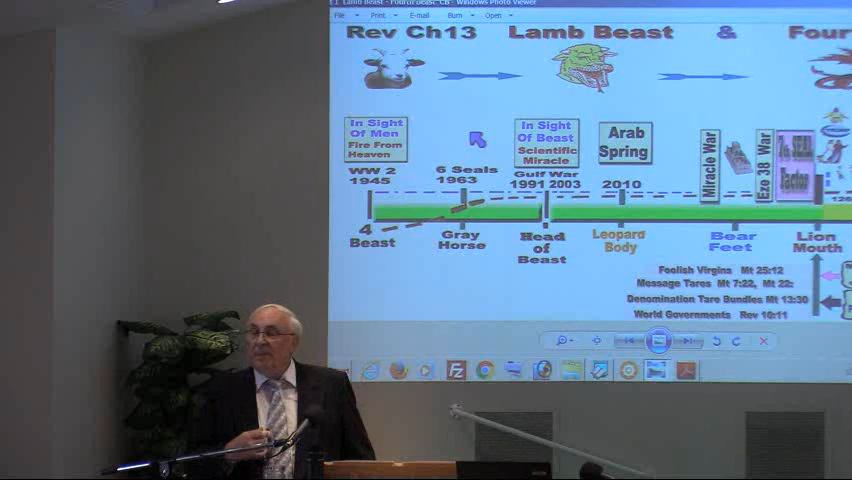 Lamb Beast - Fourth Beast_CB - Windows Photo Viewer
File Print E-mail Burn Open
Rev Ch13 Lamb Beast & Four
In Sight
Of Men
Fire From
Heaven
In Sight
Of Beast
Scientific
Miracle
Arab
Spring
Miracle War
Eze 38 War
WW 2
1945
6 Seals
1963
Gulf War
1991 2003
2010
126
4
Beast
Gray
Horse
Head
of
Beast
Leopard
Body
Bear
Feet
Lion
Mouth
Foolish Virgins Mt 25:12
Message Tares Mt 7:22, Mt 22:
Denomination Tare Bundles Mt 13:30
World Governments Rev 10:11
FZ